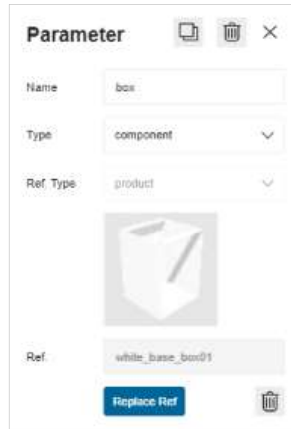 Parameter
Name
box
Type
component
Ref. Type
product
Ref.
white_base_box01
Replace Ref